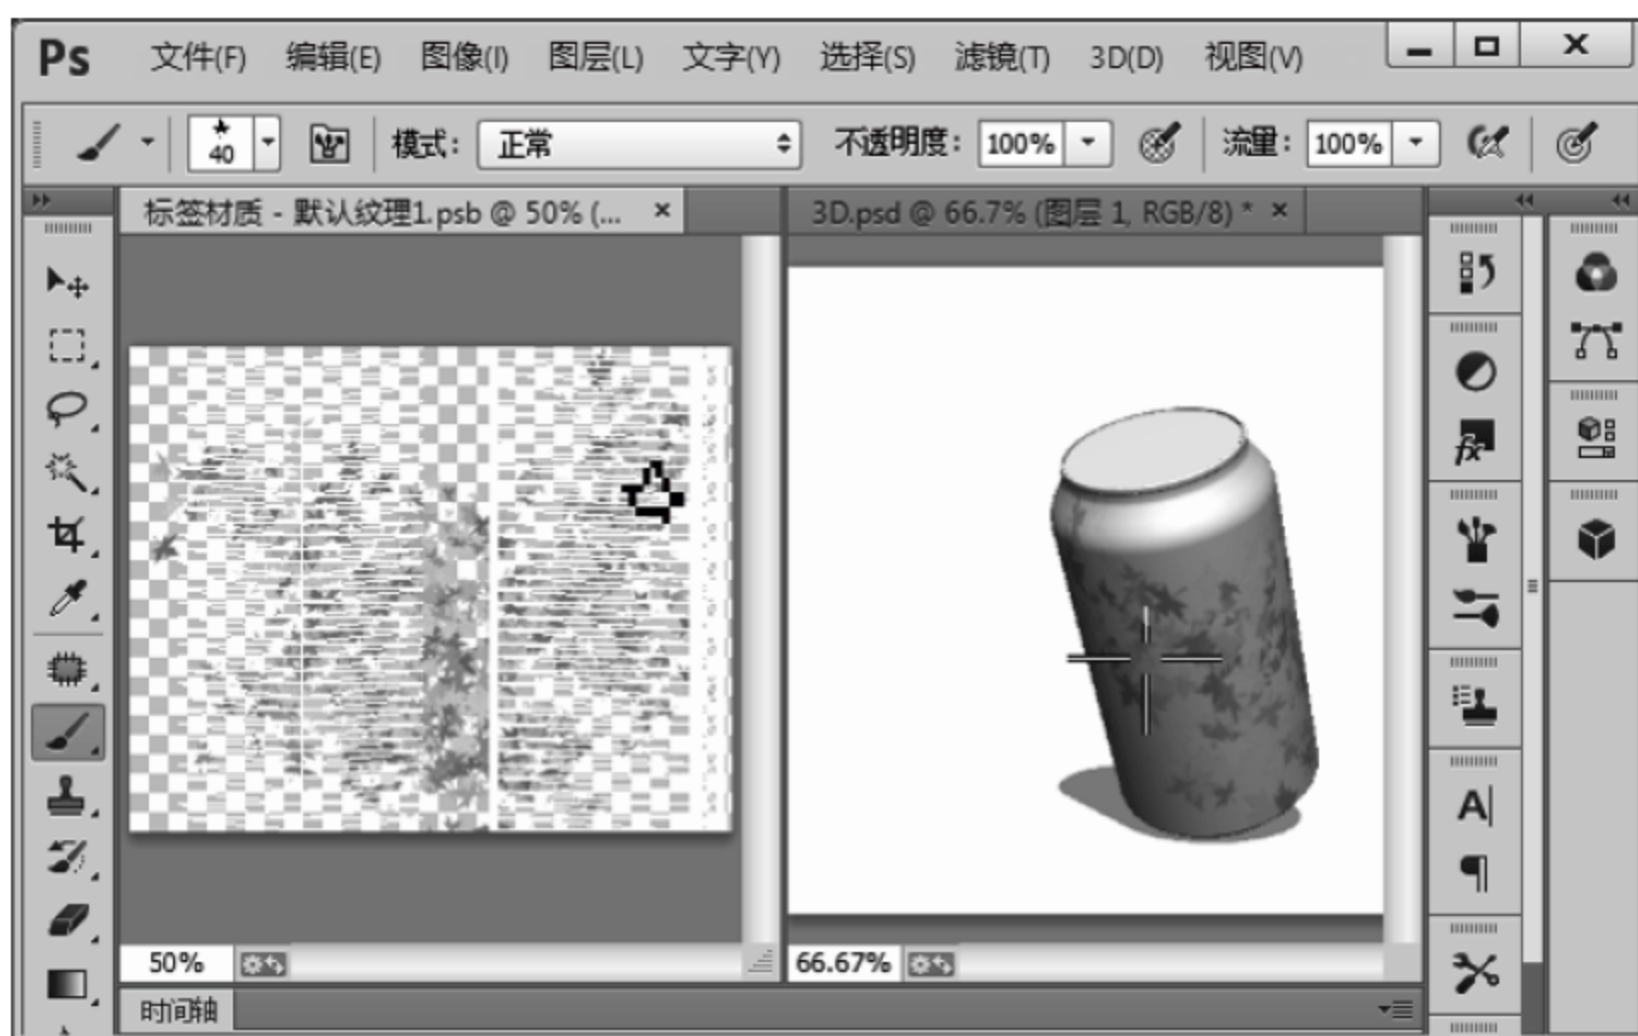 Ps 文件(F) 编辑(E) 图像(I) 图层(L) 文字(Y) 选择(S) 滤镜(T) 3D(D) 视图(V)
40 模式： 正常 不透明度： 100% 流量： 100%
标签材质 - 默认纹理1.psb @ 50% (... × 3D.psd @ 66.7% (图层 1, RGB/8) * ×
fx
A
50% 66.67%
时间轴